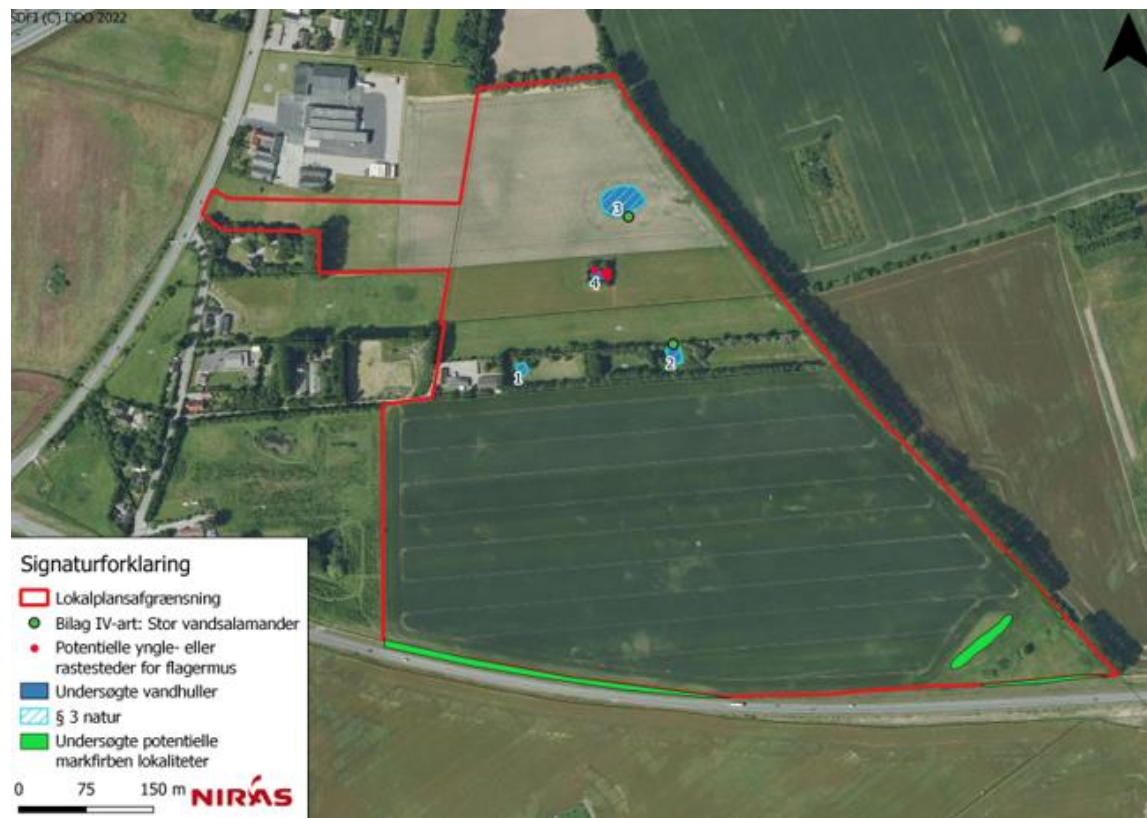 SDFI (C) DDO 2022
3
4
2
1
Signaturforklaring
Lokalplansafgrænsning
Bilag IV-art: Stor vandsalamander
Potentielle yngle- eller
rastesteder for flagermus
Undersøgte vandhuller
§ 3 natur
Undersøgte potentielle
markfirben lokaliteter
0 75 150 m
NIRAS